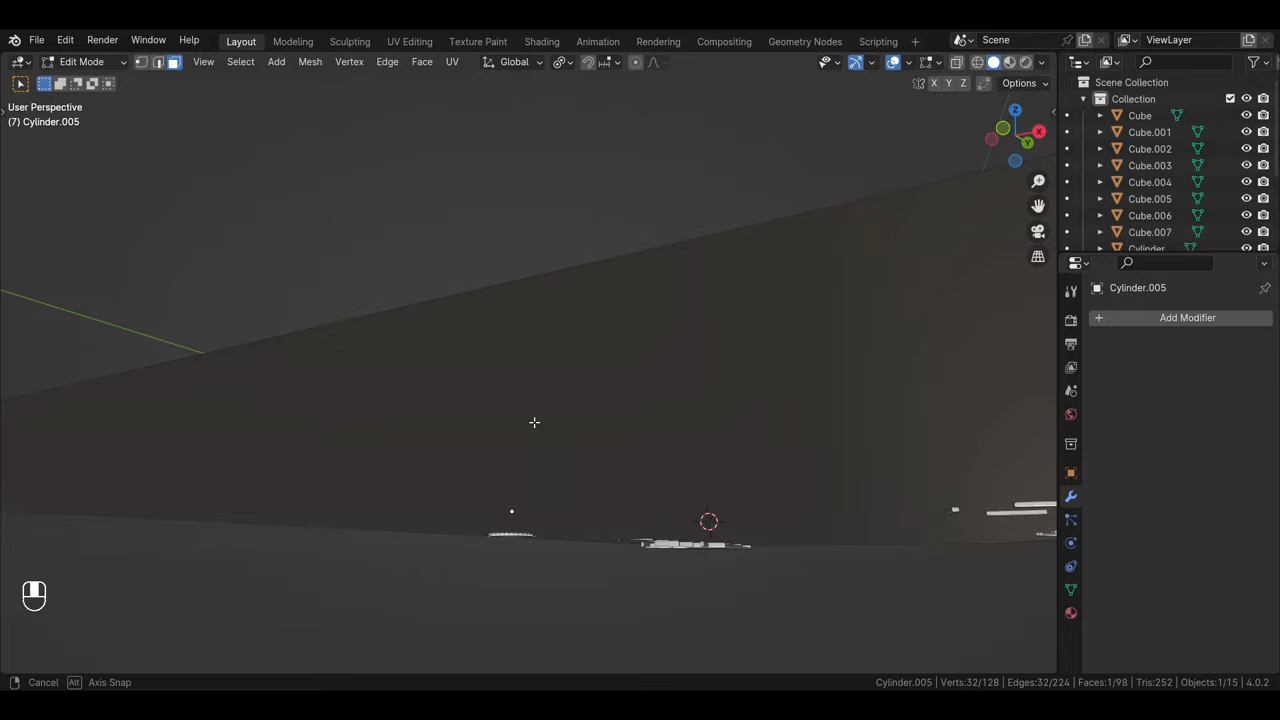 File Edit Render Window Help Layout Modeling Sculpting UV Editing Texture Paint Shading Animation Rendering Compositing Geometry Nodes Scripting + Scene ViewLayer
Edit Mode View Select Add Mesh Vertex Edge Face UV Global
X Y Z Options
User Perspective
(7) Cylinder.005
Z
X
Y
Scene Collection
Collection
Cube
Cube.001
Cube.002
Cube.003
Cube.004
Cube.005
Cube.006
Cube.007
Cylinder
Cylinder.005
+ Add Modifier
Cancel Alt Axis Snap
Cylinder.005 | Verts:32/128 | Edges:32/224 | Faces:1/98 | Tris:252 | Objects:1/15 | 4.0.2